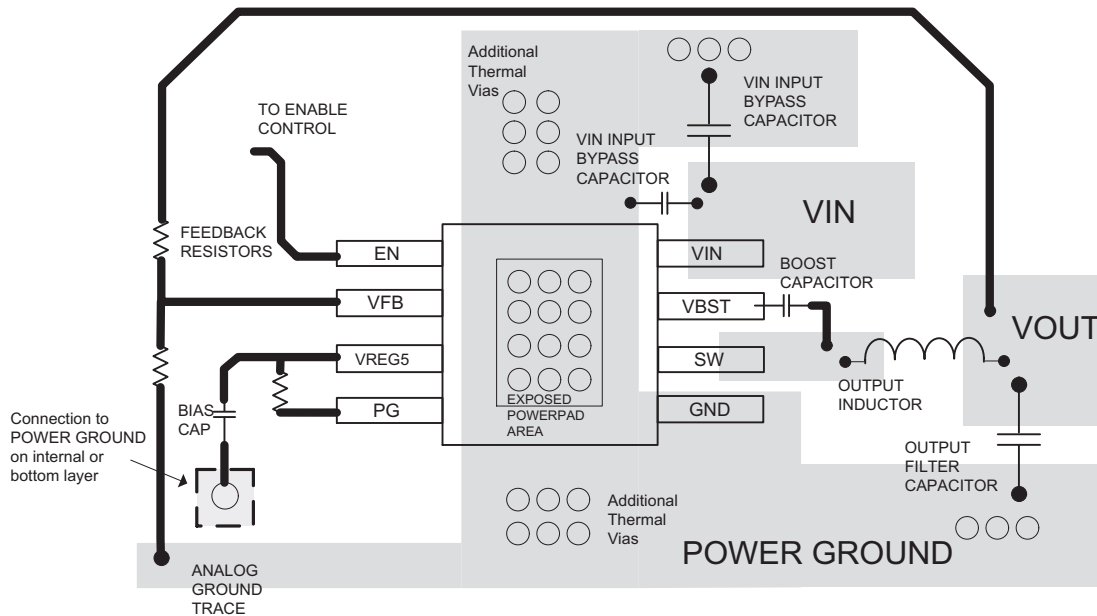 Additional
Thermal
Vias
VIN INPUT
BYPASS
CAPACITOR
TO ENABLE
CONTROL
VIN INPUT
BYPASS
CAPACITOR
VIN
FEEDBACK
RESISTORS
EN
VIN
BOOST
CAPACITOR
VFB
VBST
VOUT
VREG5
SW
OUTPUT
INDUCTOR
EXPOSED
POWERPAD
AREA
PG
GND
BIAS
CAP
Connection to
POWER GROUND
on internal or
bottom layer
OUTPUT
FILTER
CAPACITOR
Additional
Thermal
Vias
POWER GROUND
ANALOG
GROUND
TRACE